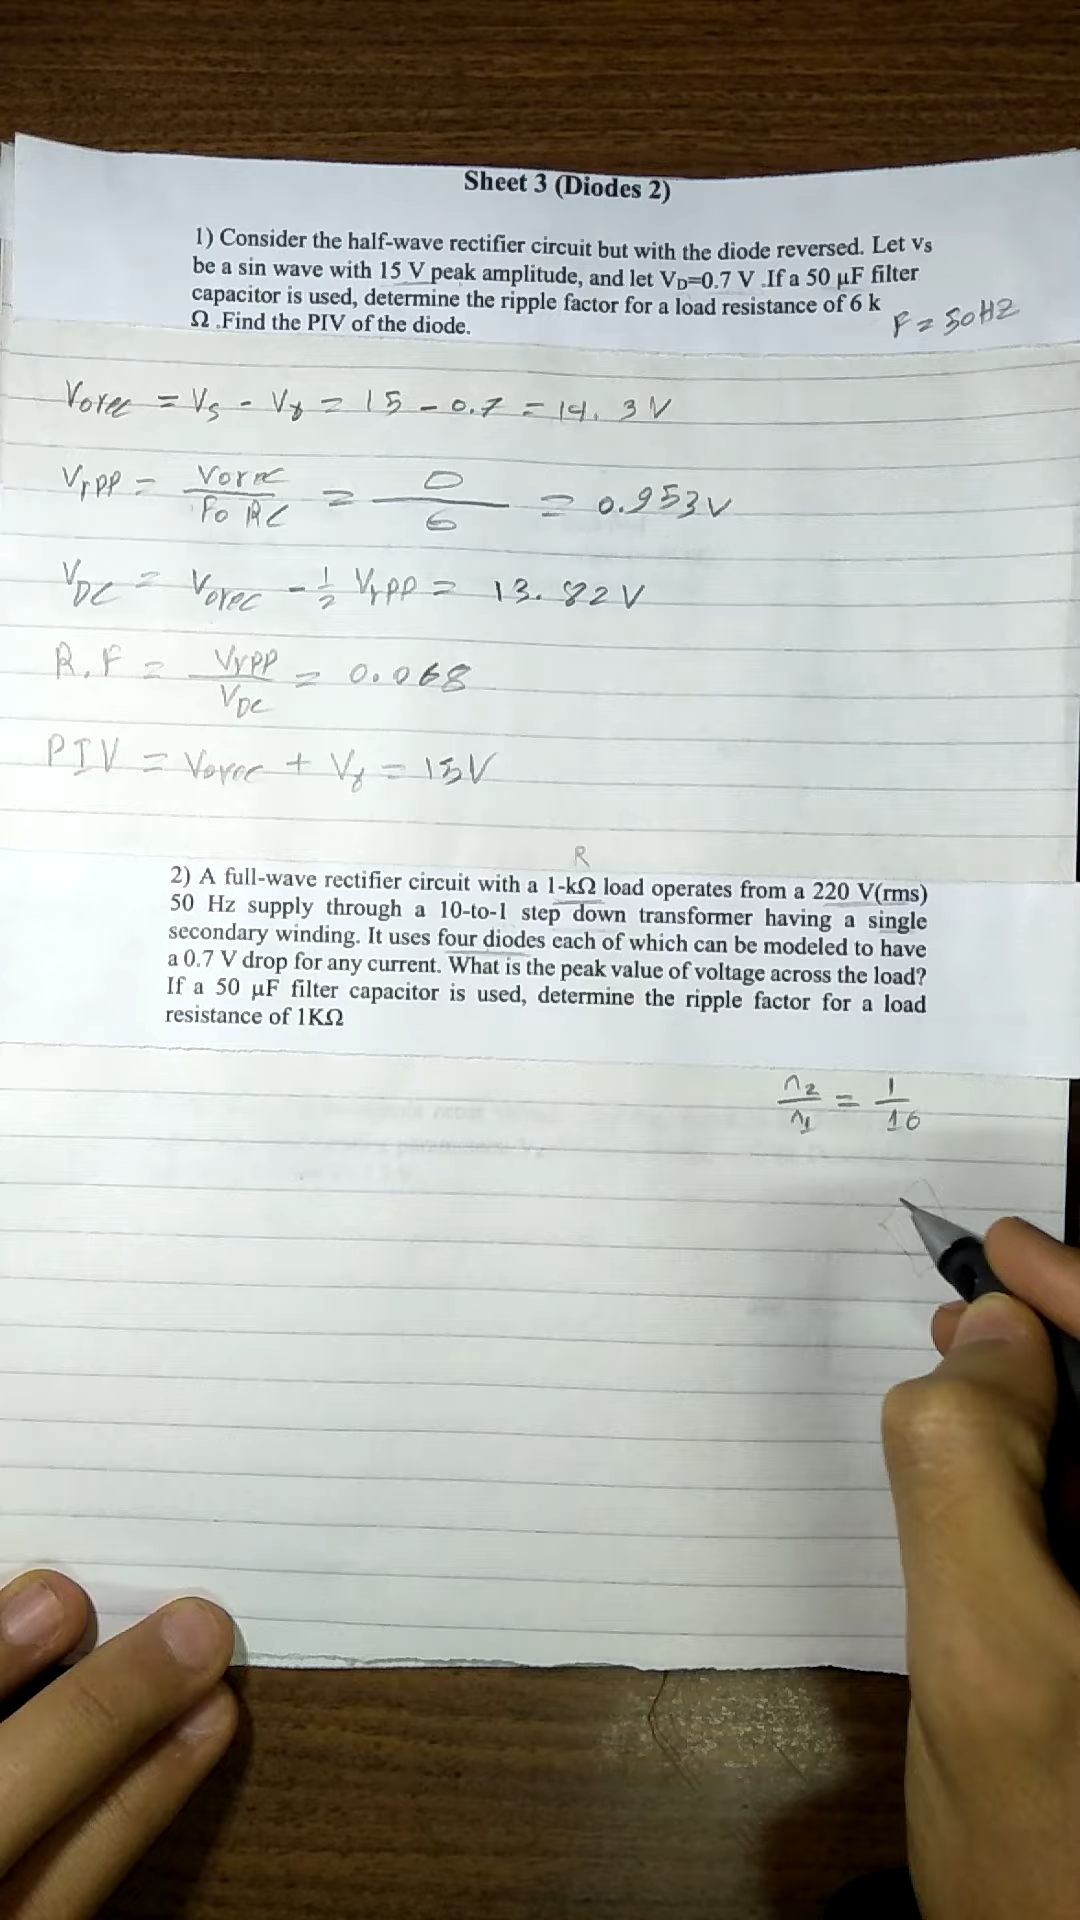 Sheet 3 (Diodes 2)
1) Consider the half-wave rectifier circuit but with the diode reversed. Let vs
be a sin wave with 15 V peak amplitude, and let VD=0.7 V .If a 50 µF filter
capacitor is used, determine the ripple factor for a load resistance of 6 k
Ω .Find the PIV of the diode.
F = 50HZ
Vorec = Vs - Vγ = 15 - 0.7 = 14.3V
Vrpp = Vorec / Fo RC = 0 / 6 = 0.953V
VDC = Vorec - 1/2 Vrpp = 13.82V
R.F = Vrpp / VDC = 0.068
PIV = Vorec + Vγ = 15V
R
2) A full-wave rectifier circuit with a 1-kΩ load operates from a 220 V(rms)
50 Hz supply through a 10-to-1 step down transformer having a single
secondary winding. It uses four diodes each of which can be modeled to have
a 0.7 V drop for any current. What is the peak value of voltage across the load?
If a 50 µF filter capacitor is used, determine the ripple factor for a load
resistance of 1KΩ
n2 / n1 = 1 / 10